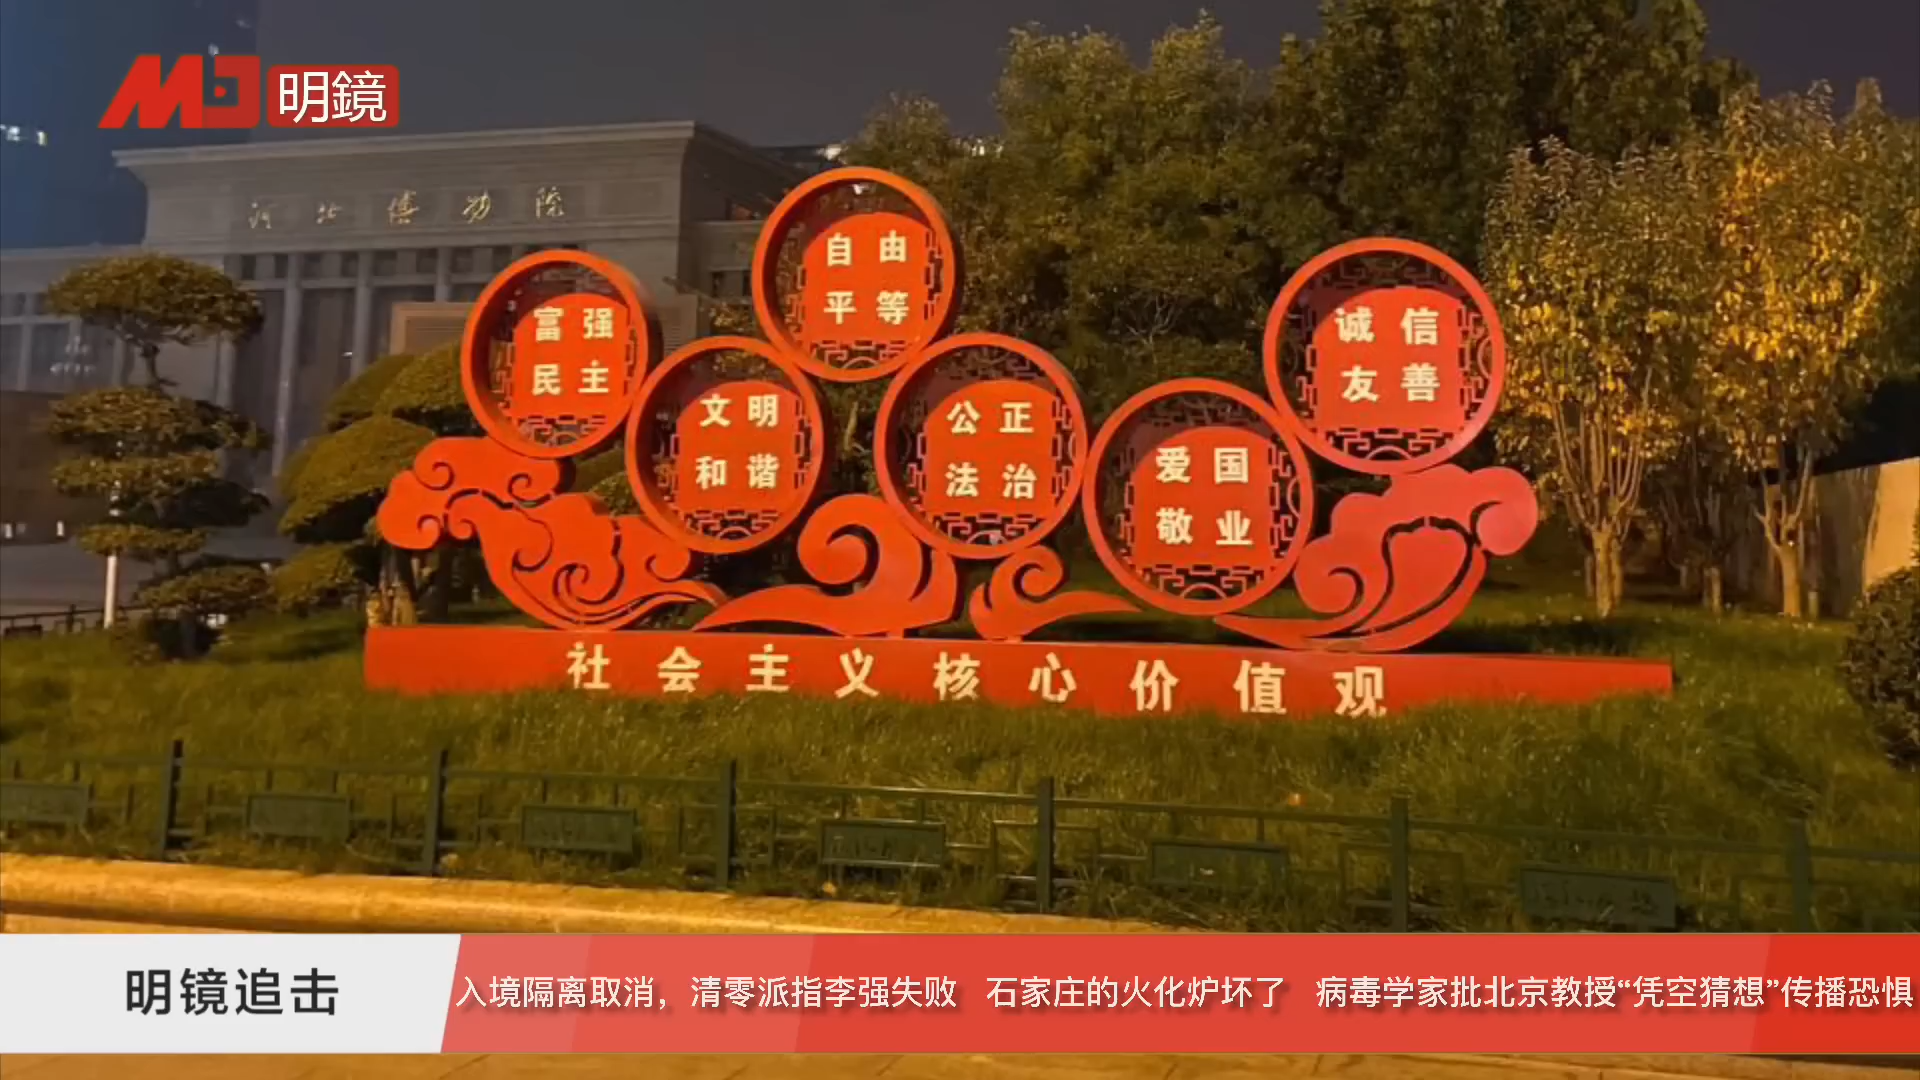 明鏡
河北博物院
自由
平等
富强
民主
诚信
友善
文明
和谐
公正
法治
爱国
敬业
社会主义核心价值观
明镜追击
入境隔离取消，清零派指李强失败 石家庄的火化炉坏了 病毒学家批北京教授“凭空猜想”传播恐惧